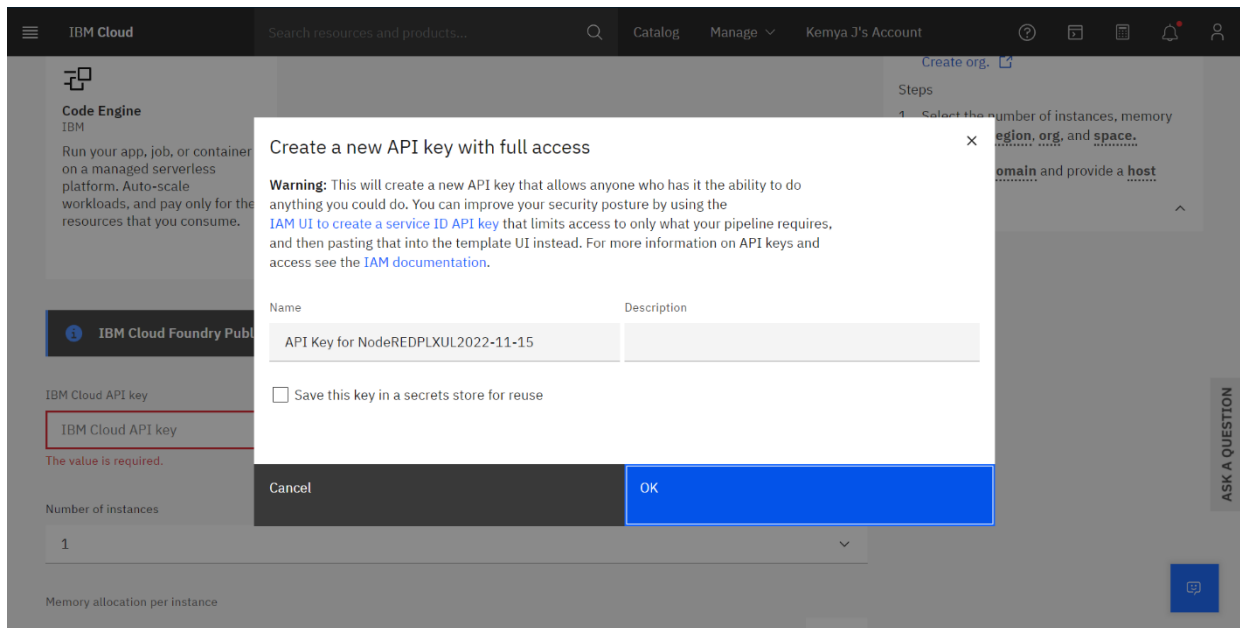 IBM Cloud
Search resources and products...
Catalog
Manage
Kemya J's Account
Code Engine
IBM
Run your app, job, or container
on a managed serverless
platform. Auto-scale
workloads, and pay only for the
resources that you consume.
Create org.
Steps
1. Select the number of instances, memory
egion, org, and space.
omain and provide a host
Create a new API key with full access
Warning: This will create a new API key that allows anyone who has it the ability to do
anything you could do. You can improve your security posture by using the
IAM UI to create a service ID API key that limits access to only what your pipeline requires,
and then pasting that into the template UI instead. For more information on API keys and
access see the IAM documentation.
Name
Description
API Key for NodeREDPLXUL2022-11-15
Save this key in a secrets store for reuse
Cancel
OK
IBM Cloud Foundry Publ
IBM Cloud API key
IBM Cloud API key
The value is required.
Number of instances
1
Memory allocation per instance
ASK A QUESTION